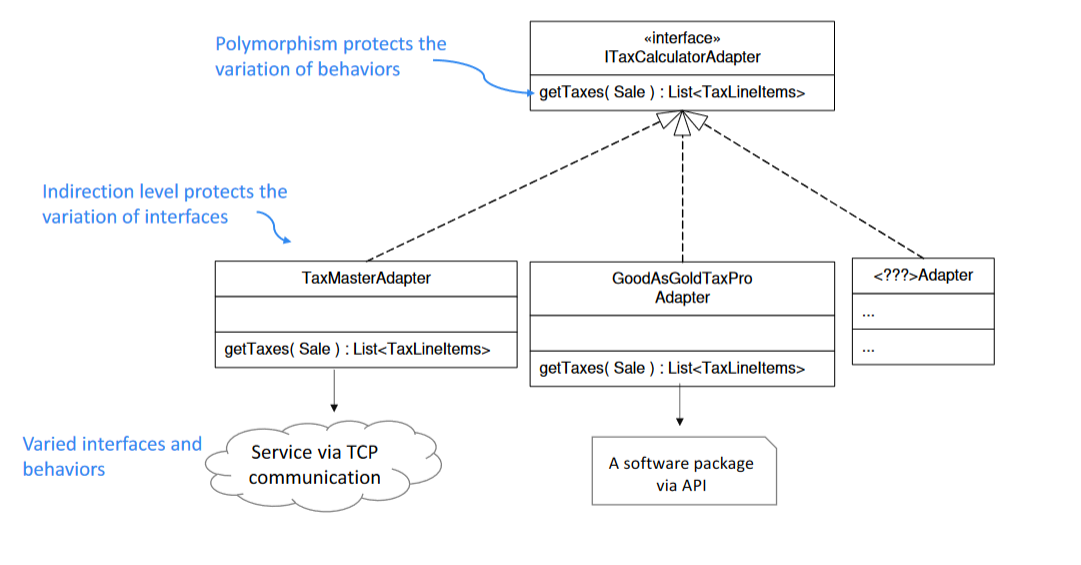 Polymorphism protects the
variation of behaviors
«interface»
ITaxCalculatorAdapter
getTaxes( Sale ) : List<TaxLineItems>
Indirection level protects the
variation of interfaces
TaxMasterAdapter
getTaxes( Sale ) : List<TaxLineItems>
GoodAsGoldTaxPro
Adapter
getTaxes( Sale ) : List<TaxLineItems>
<???>Adapter
...
...
Varied interfaces and
behaviors
Service via TCP
communication
A software package
via API